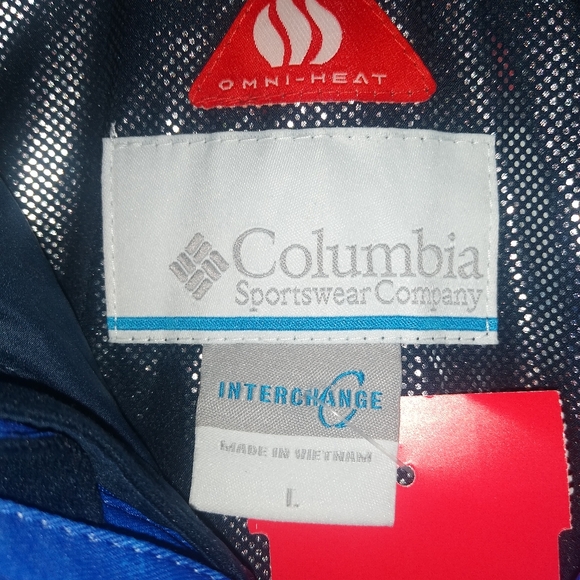 OMNI-HEAT
Columbia
Sportswear Company
INTERCHANGE
MADE IN VIETNAM
L